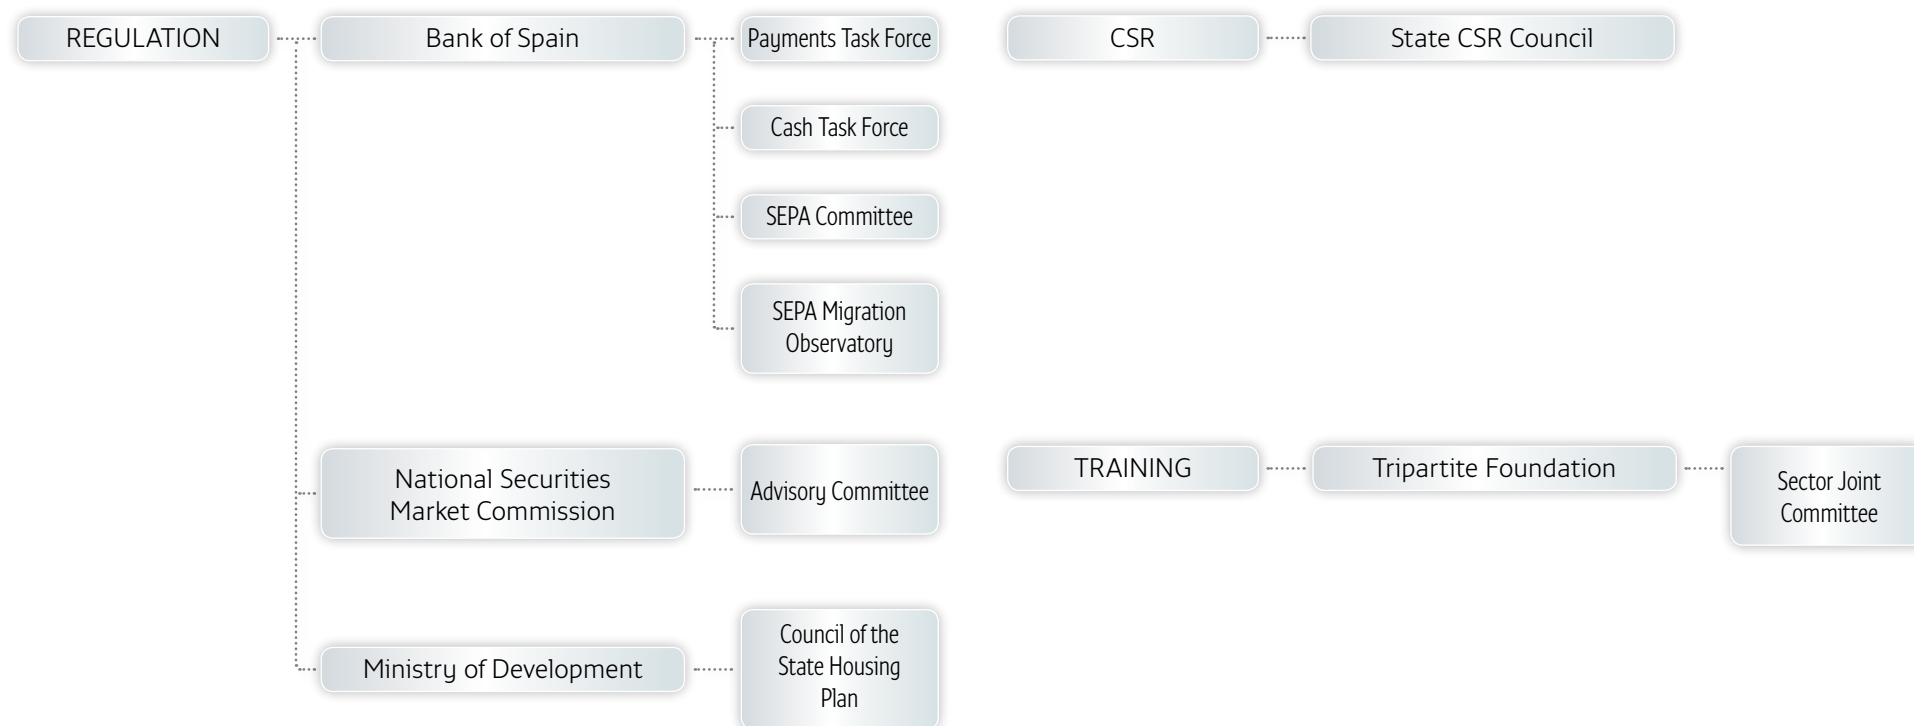 REGULATION
Bank of Spain
Payments Task Force
Cash Task Force
SEPA Committee
SEPA Migration
Observatory
National Securities
Market Commission
Advisory Committee
Ministry of Development
Council of the
State Housing
Plan
CSR
State CSR Council
TRAINING
Tripartite Foundation
Sector Joint
Committee